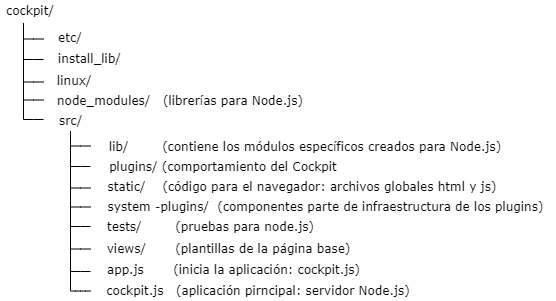 cockpit/
etc/
install_lib/
linux/
node_modules/ (librerías para Node.js)
src/
lib/ (contiene los módulos específicos creados para Node.js)
plugins/ (comportamiento del Cockpit
static/ (código para el navegador: archivos globales html y js)
system -plugins/ (componentes parte de infraestructura de los plugins)
tests/ (pruebas para node.js)
views/ (plantillas de la página base)
app.js (inicia la aplicación: cockpit.js)
cockpit.js (aplicación pirncipal: servidor Node.js)